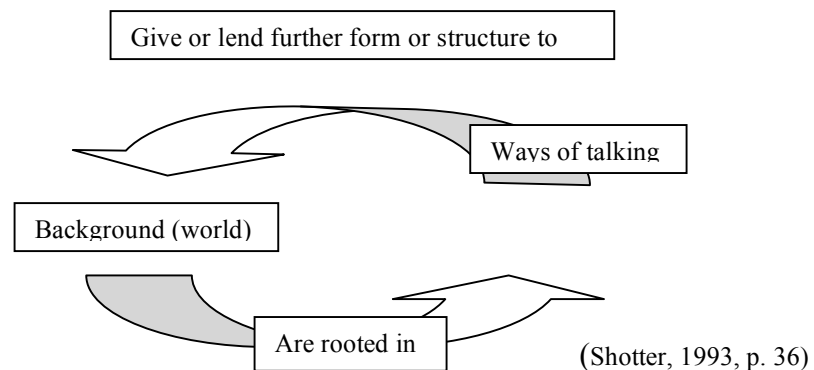 Give or lend further form or structure to
Ways of talking
Background (world)
Are rooted in
(Shotter, 1993, p. 36)